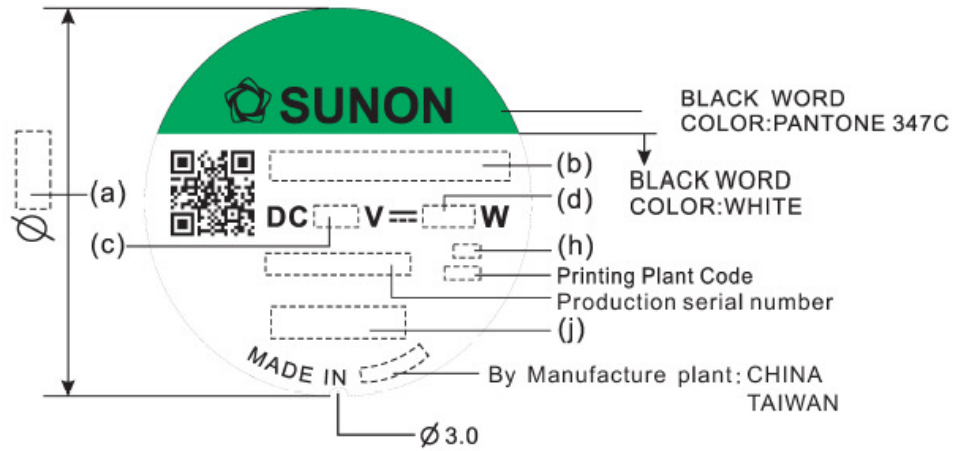 SUNON
BLACK WORD
COLOR:PANTONE 347C
(a)
(b)
BLACK WORD
COLOR:WHITE
DC V⎓ W
(d)
(c)
(h)
Printing Plant Code
Production serial number
(j)
MADE IN
By Manufacture plant: CHINA
TAIWAN
Ø
Ø 3.0